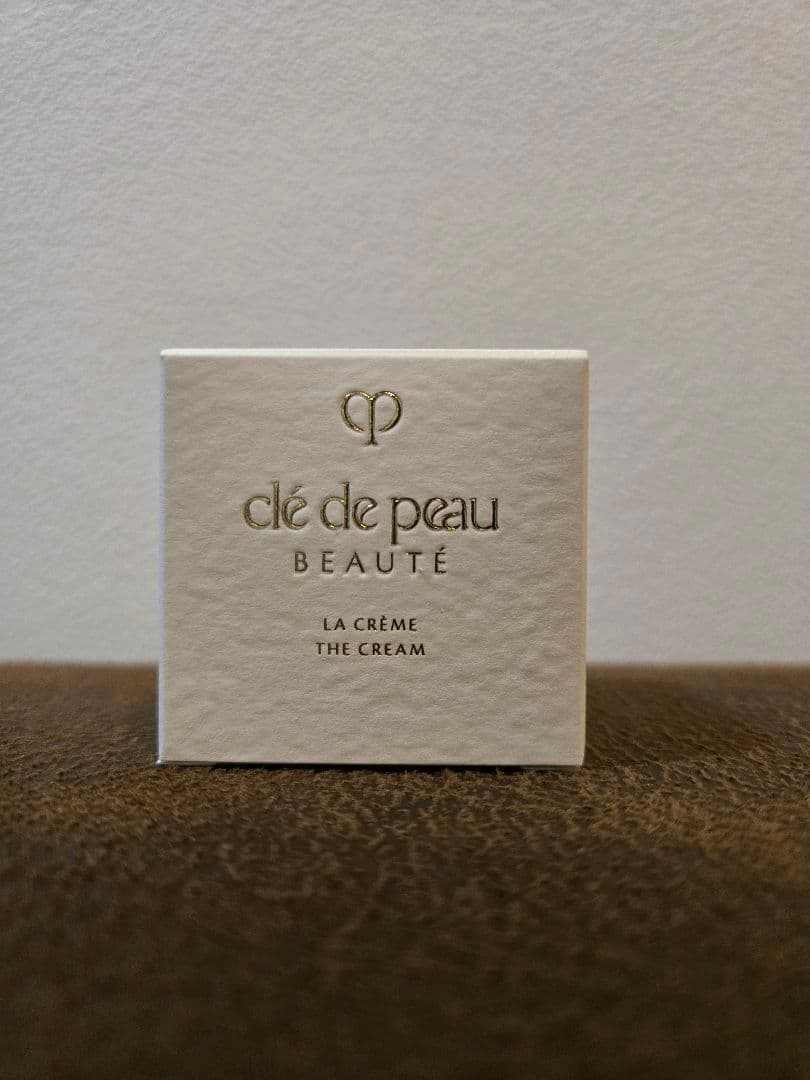 clé de peau
BEAUTÉ
LA CRÈME
THE CREAM